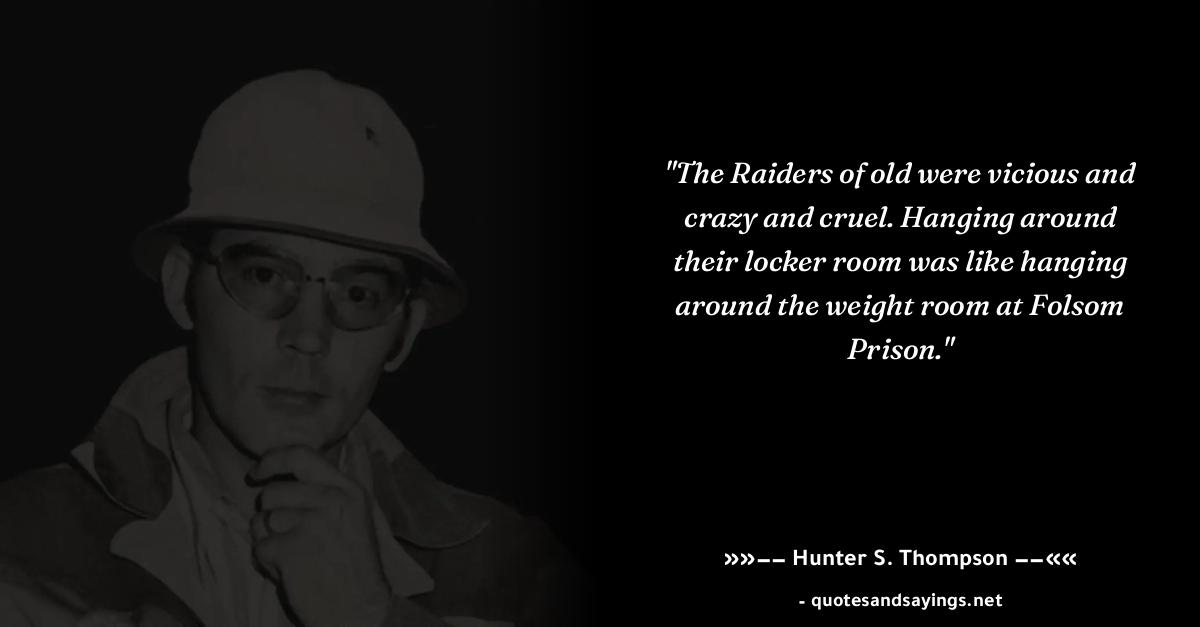 "The Raiders of old were vicious and
crazy and cruel. Hanging around
their locker room was like hanging
around the weight room at Folsom
Prison."
»»−− Hunter S. Thompson −−««
- quotesandsayings.net